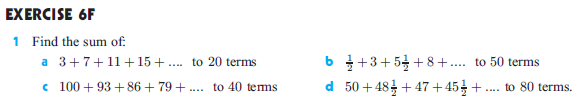 EXERCISE 6F
1 Find the sum of:
a 3 + 7 + 11 + 15 + .... to 20 terms b ½ + 3 + 5½ + 8 + .... to 50 terms
c 100 + 93 + 86 + 79 + .... to 40 terms d 50 + 48½ + 47 + 45½ + .... to 80 terms.